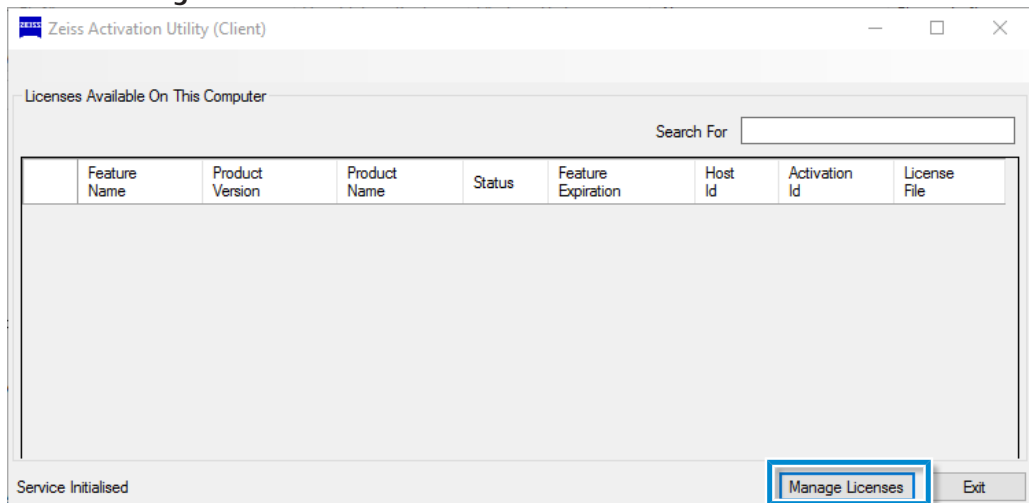 ZEISS Zeiss Activation Utility (Client)
Licenses Available On This Computer
Search For
Feature Name Product Version Product Name Status Feature Expiration Host Id Activation Id License File
Service Initialised Manage Licenses Exit